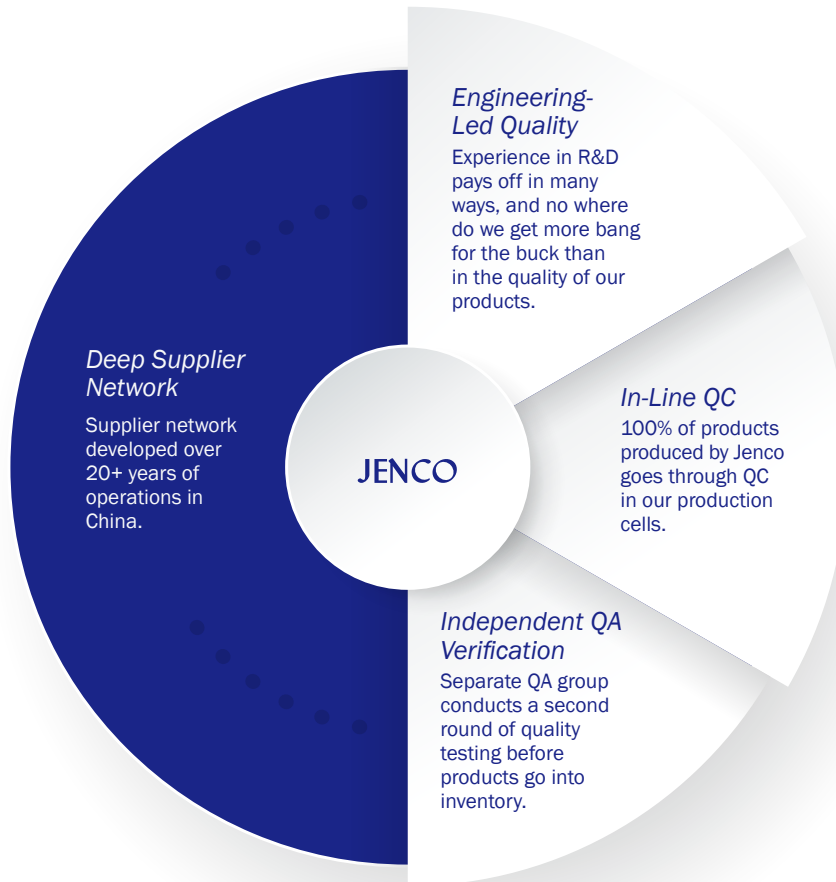 Engineering-
Led Quality
Experience in R&D
pays off in many
ways, and no where
do we get more bang
for the buck than
in the quality of our
products.
Deep Supplier
Network
Supplier network
developed over
20+ years of
operations in
China.
JENCO
In-Line QC
100% of products
produced by Jenco
goes through QC
in our production
cells.
Independent QA
Verification
Separate QA group
conducts a second
round of quality
testing before
products go into
inventory.